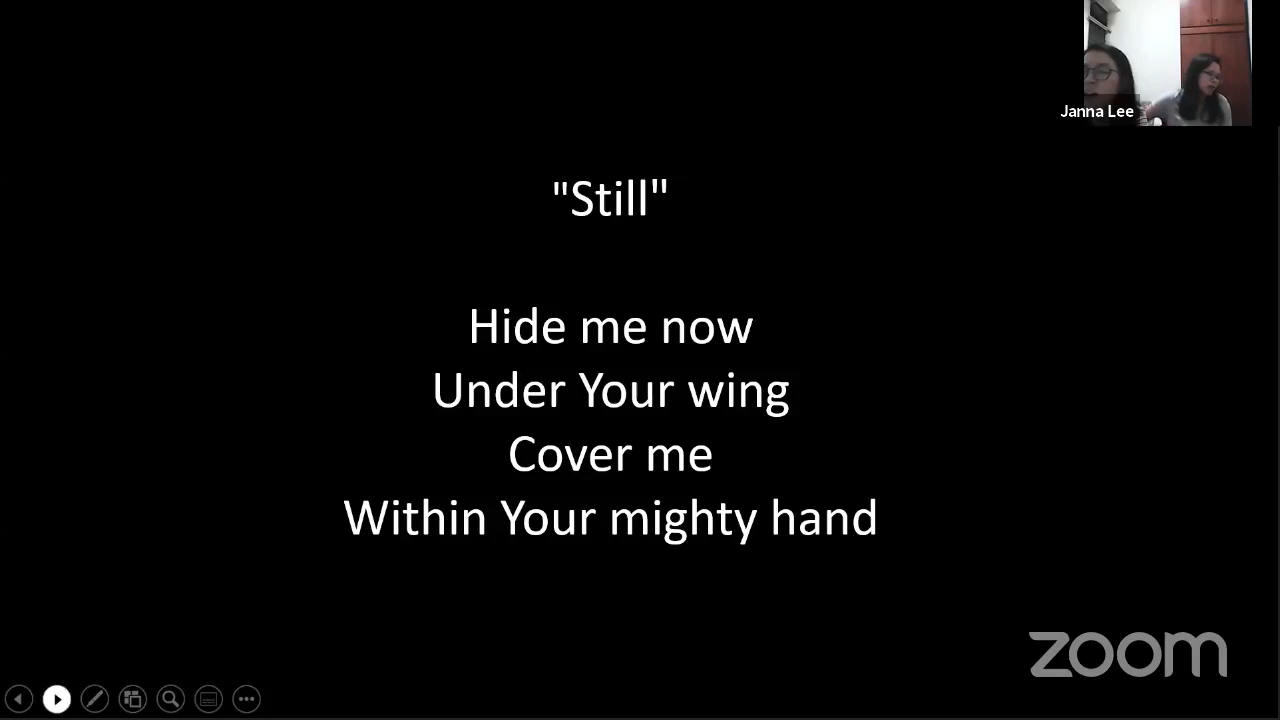 Janna Lee
"Still"
Hide me now
Under Your wing
Cover me
Within Your mighty hand
zoom